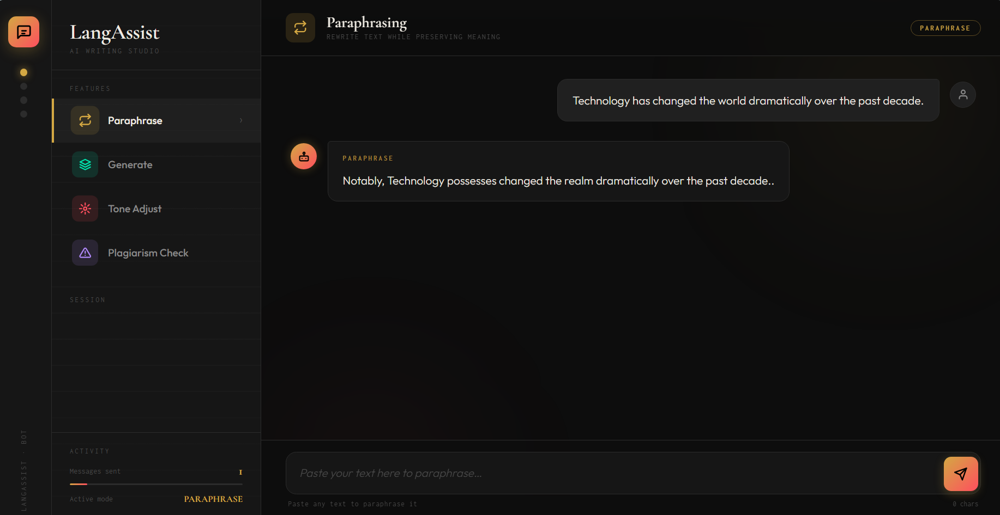 LangAssist
AI WRITING STUDIO
FEATURES
Paraphrase ›
Generate
Tone Adjust
Plagiarism Check
SESSION
ACTIVITY
Messages sent 1
Active mode PARAPHRASE
LANGASSIST · BOT
Paraphrasing
REWRITE TEXT WHILE PRESERVING MEANING
PARAPHRASE
Technology has changed the world dramatically over the past decade.
PARAPHRASE
Notably, Technology possesses changed the realm dramatically over the past decade..
Paste your text here to paraphrase...
Paste any text to paraphrase it
0 chars